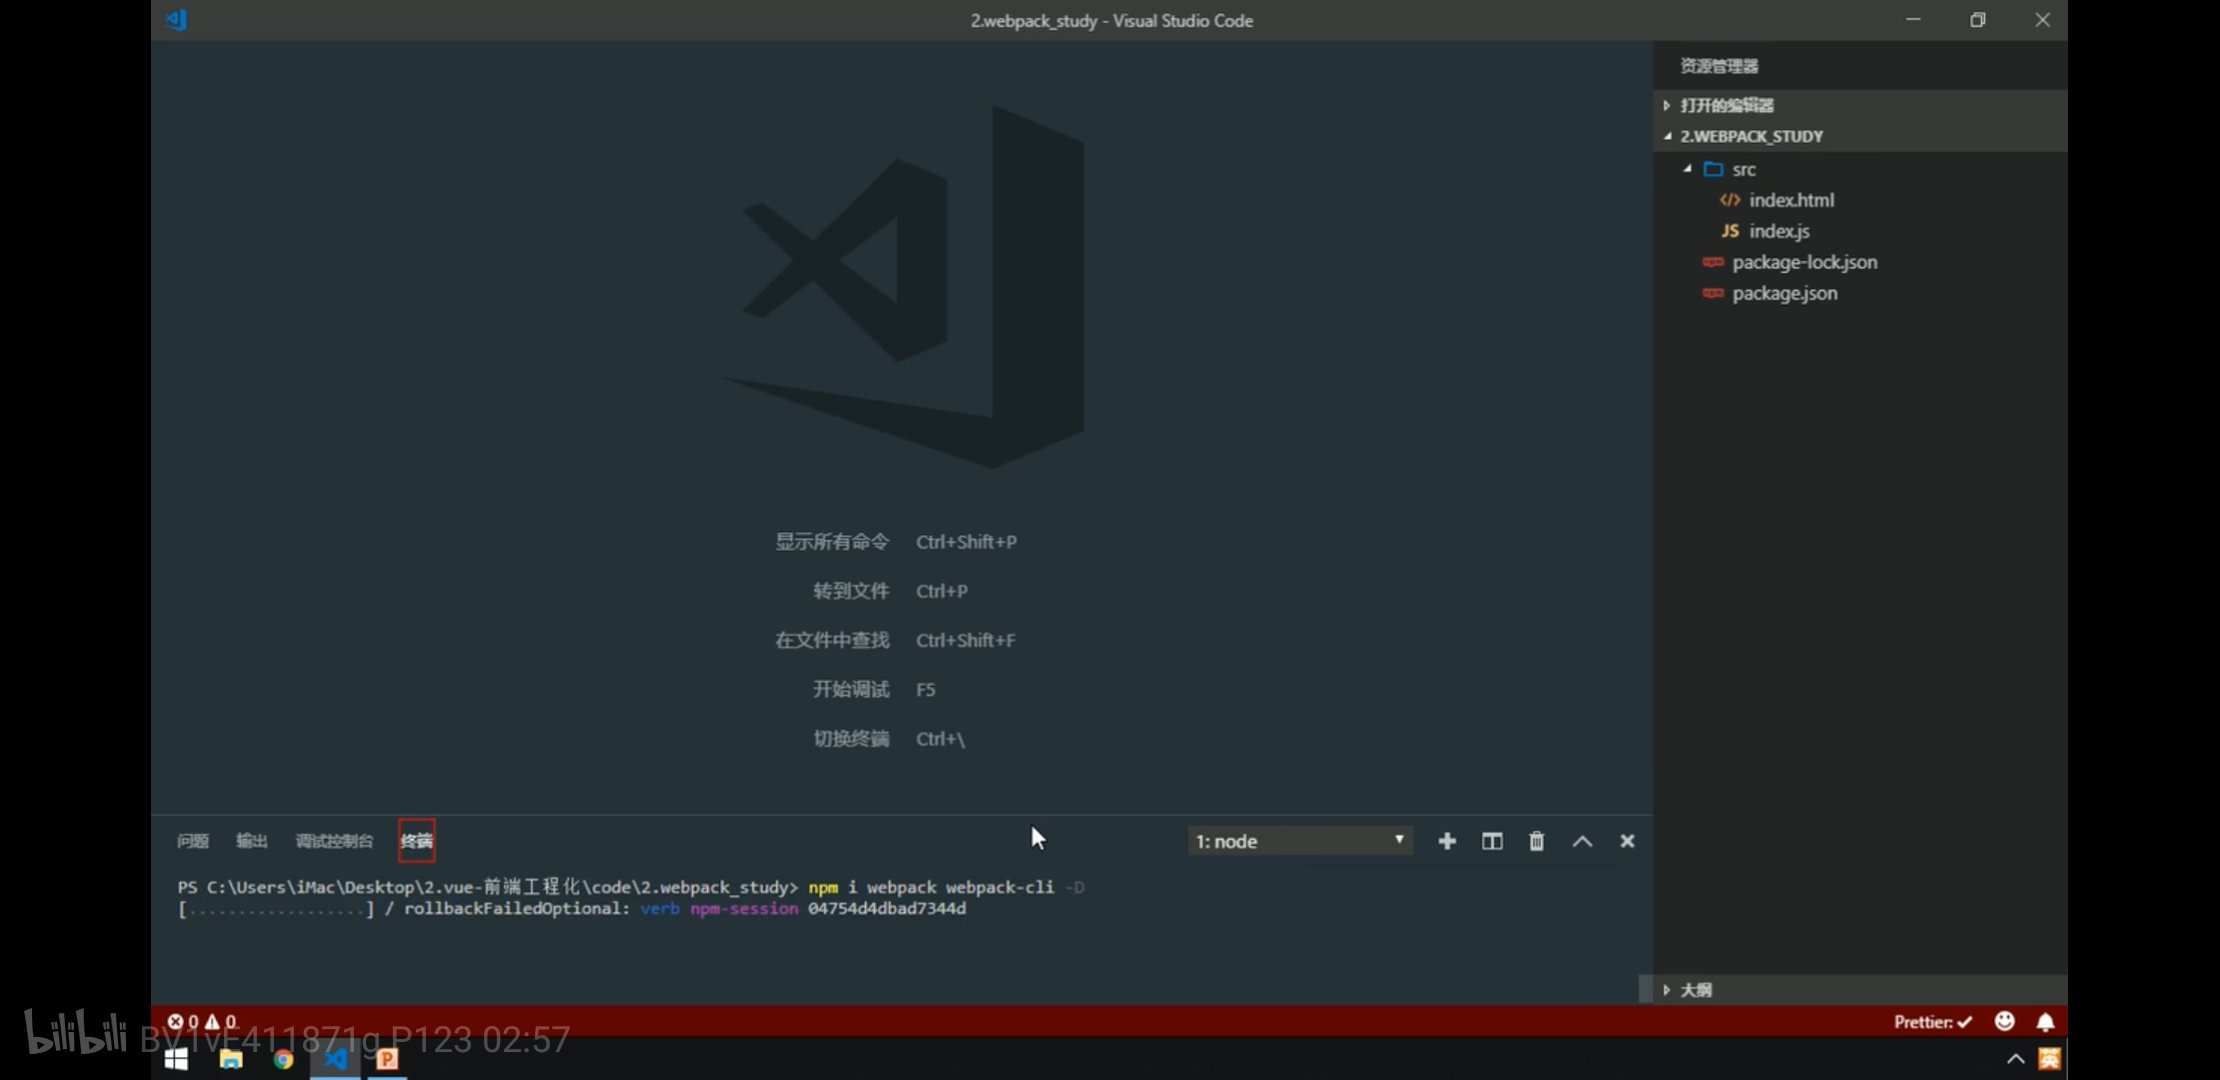 2.webpack_study - Visual Studio Code
资源管理器
打开的编辑器
2.WEBPACK_STUDY
src
</> index.html
JS index.js
package-lock.json
package.json
显示所有命令 Ctrl+Shift+P
转到文件 Ctrl+P
在文件中查找 Ctrl+Shift+F
开始调试 F5
切换终端 Ctrl+\
问题 输出 调试控制台 终端 1: node
PS C:\Users\iMac\Desktop\2.vue-前端工程化\code\2.webpack_study> npm i webpack webpack-cli -D
[..................] / rollbackFailedOptional: verb npm-session 04754d4dbad7344d
大纲
0 0 Prettier: ✓
bilibili BV1vE411871g P123 02:57
P 英